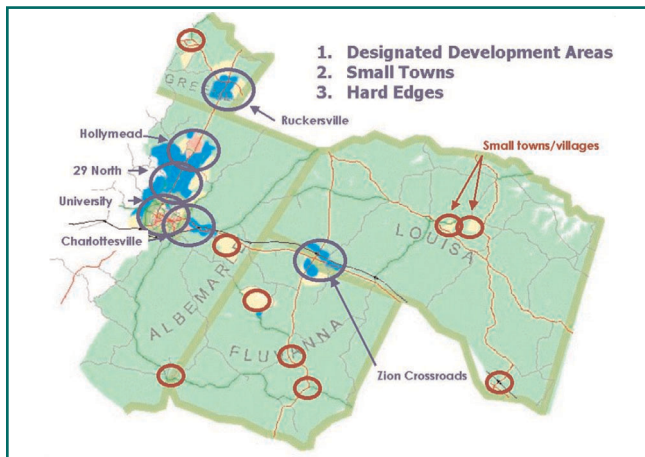 1. Designated Development Areas
2. Small Towns
3. Hard Edges
GREENE
Ruckersville
Hollymead
29 North
University
Charlottesville
Small towns/villages
LOUISA
ALBEMARLE
FLUVANNA
Zion Crossroads